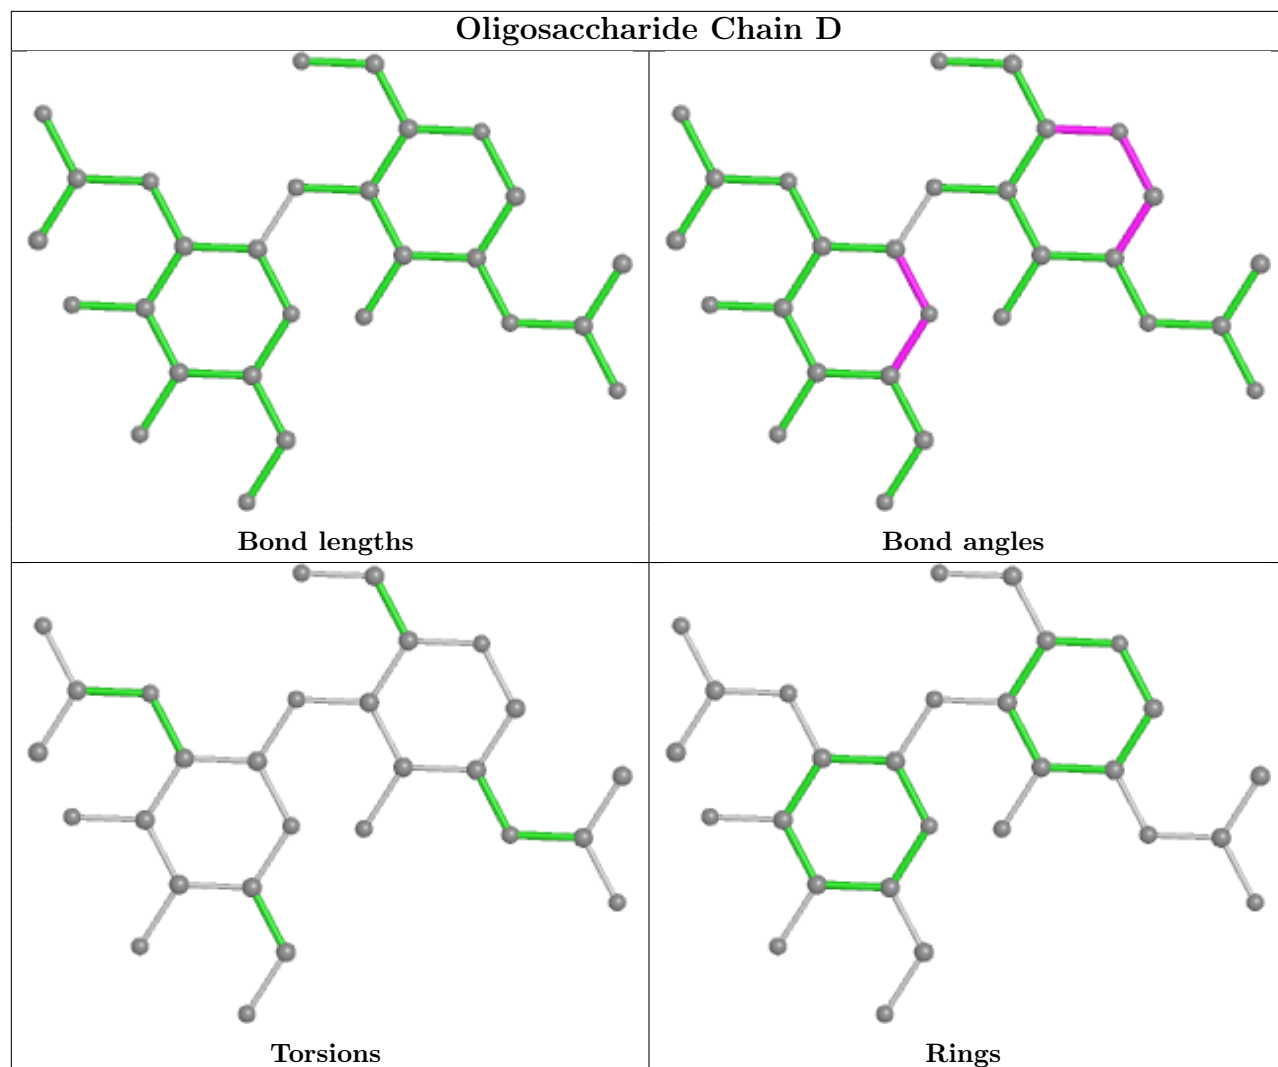 Oligosaccharide Chain D
Bond lengths
Bond angles
Torsions
Rings